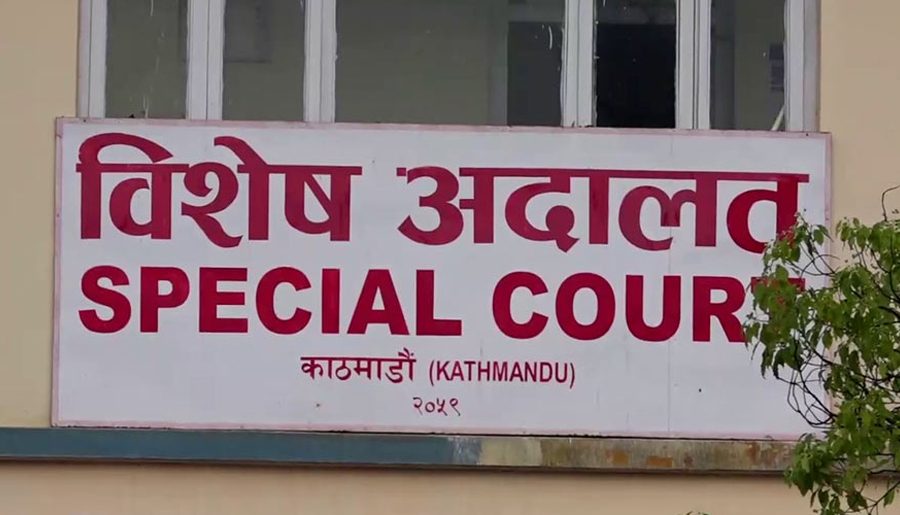 विशेष अदालत
SPECIAL COURT
काठमाडौं (KATHMANDU)
२०५९